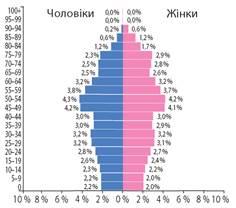 Чоловіки Жінки
100+ 0,0% 0,0%
95-99 0,0% 0,0%
90-94 0,2% 0,6%
85-89 0,6% 1,2%
80-84 1,2% 1,7%
75-79 2,3% 2,9%
70-74 2,5% 2,8%
65-69 2,5% 2,6%
60-64 3,2% 3,2%
55-59 3,8% 3,7%
50-54 4,3% 4,2%
45-49 4,2% 4,1%
40-44 3,0% 3,0%
35-39 3,0% 2,9%
30-34 3,2% 3,0%
25-29 3,2% 3,1%
20-24 2,8% 2,7%
15-19 2,6% 2,4%
10-14 2,3% 2,2%
5-9 2,2% 2,0%
0-4 2,2% 2,0%
10 % 8% 6% 4% 2% 0 % 2% 4% 6% 8% 10 %